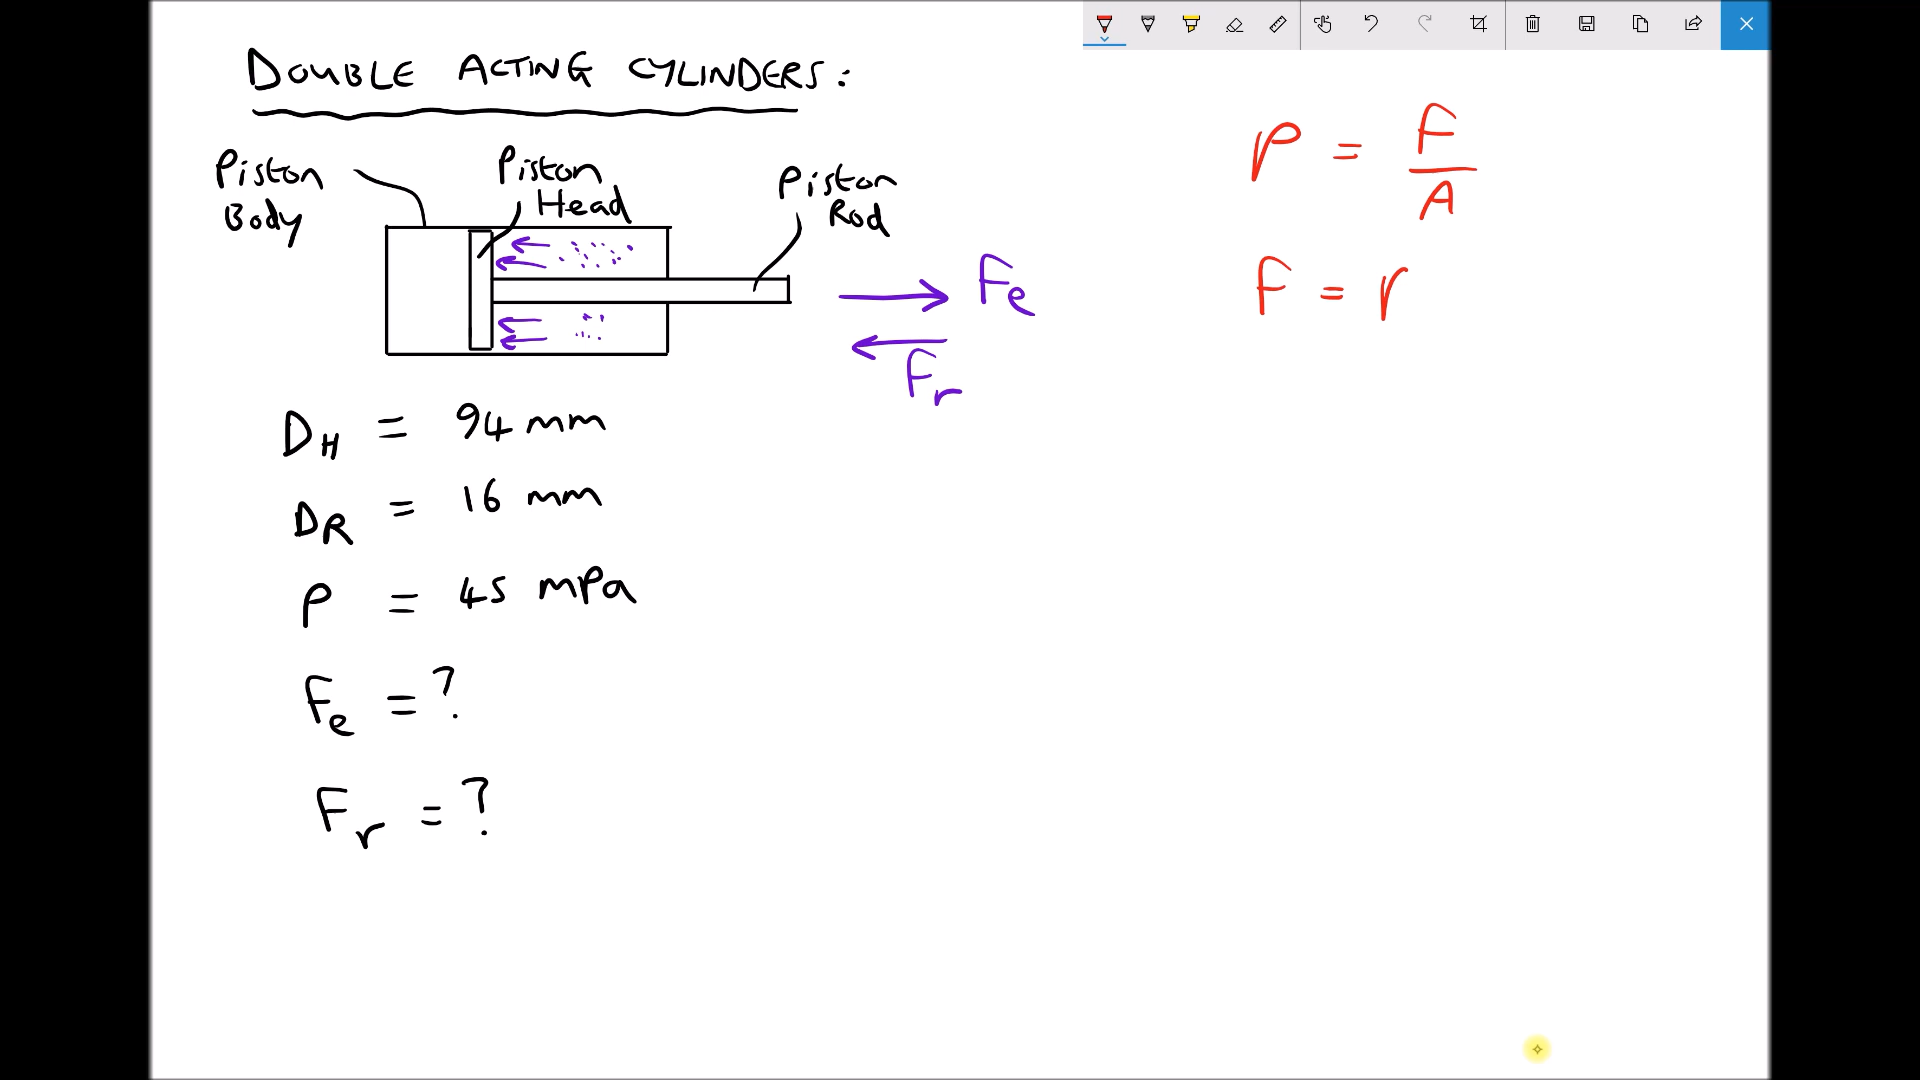 DOUBLE ACTING CYLINDERS:
Piston
Body
Piston
Head
Piston
Rod
Fe
Fr
DH = 94 mm
DR = 16 mm
P = 45 mPa
Fe = ?
Fr = ?
P = F/A
F = P